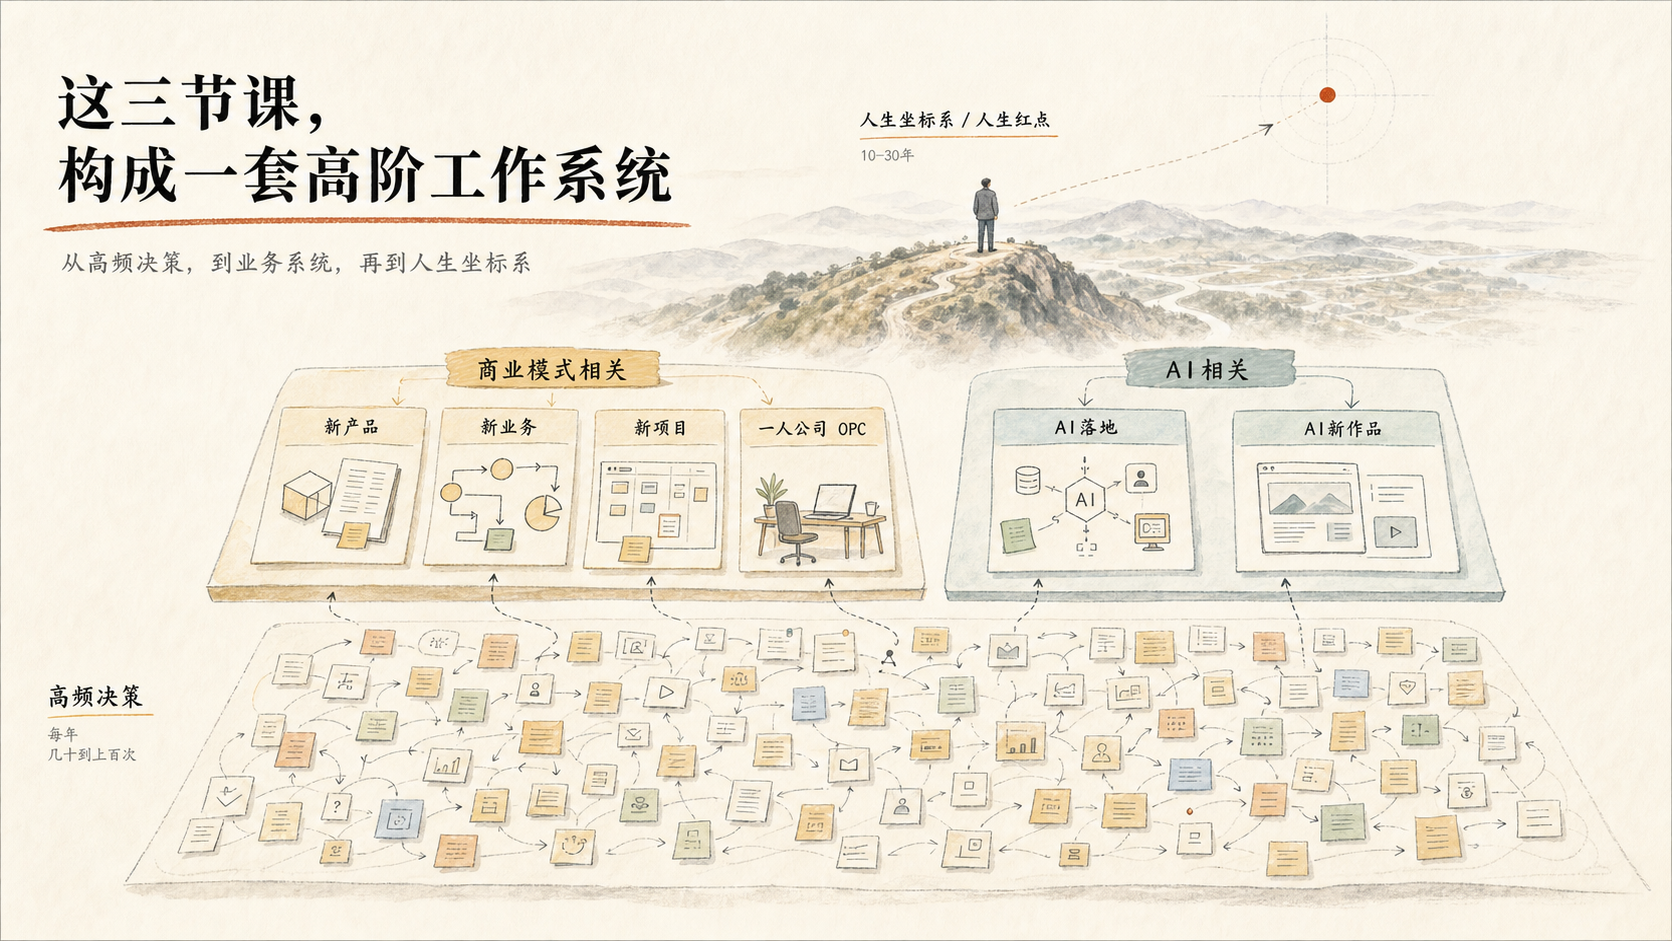 这三节课，
构成一套高阶工作系统
从高频决策，到业务系统，再到人生坐标系
人生坐标系 / 人生红点
10-30年
商业模式相关
新产品
新业务
新项目
一人公司 OPC
AI相关
AI落地
AI
AI新作品
高频决策
每年
几十到上百次
?